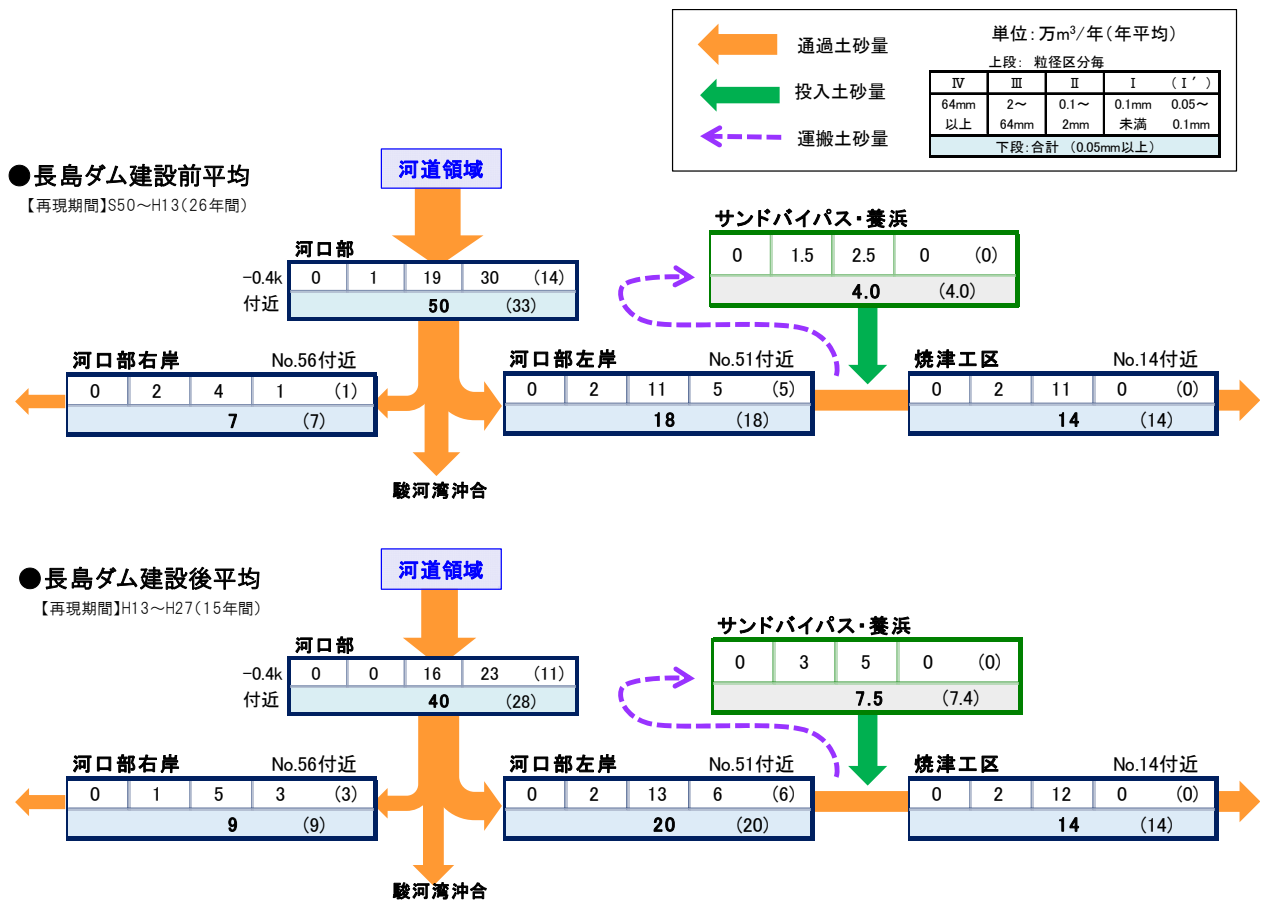 通過土砂量
投入土砂量
運搬土砂量
単位:万m³/年(年平均)
上段: 粒径区分毎
Ⅳ Ⅲ Ⅱ Ⅰ (Ⅰ´)
64mm 2~ 0.1~ 0.1mm 0.05~
以上 64mm 2mm 未満 0.1mm
下段:合計 (0.05mm以上)
●長島ダム建設前平均
【再現期間】S50~H13(26年間)
河道領域
河口部
-0.4k
付近
0 1 19 30 (14)
50 (33)
サンドバイパス・養浜
0 1.5 2.5 0 (0)
4.0 (4.0)
河口部右岸 No.56付近
0 2 4 1 (1)
7 (7)
河口部左岸 No.51付近
0 2 11 5 (5)
18 (18)
焼津工区 No.14付近
0 2 11 0 (0)
14 (14)
駿河湾沖合
●長島ダム建設後平均
【再現期間】H13~H27(15年間)
河道領域
河口部
-0.4k
付近
0 0 16 23 (11)
40 (28)
サンドバイパス・養浜
0 3 5 0 (0)
7.5 (7.4)
河口部右岸 No.56付近
0 1 5 3 (3)
9 (9)
河口部左岸 No.51付近
0 2 13 6 (6)
20 (20)
焼津工区 No.14付近
0 2 12 0 (0)
14 (14)
駿河湾沖合